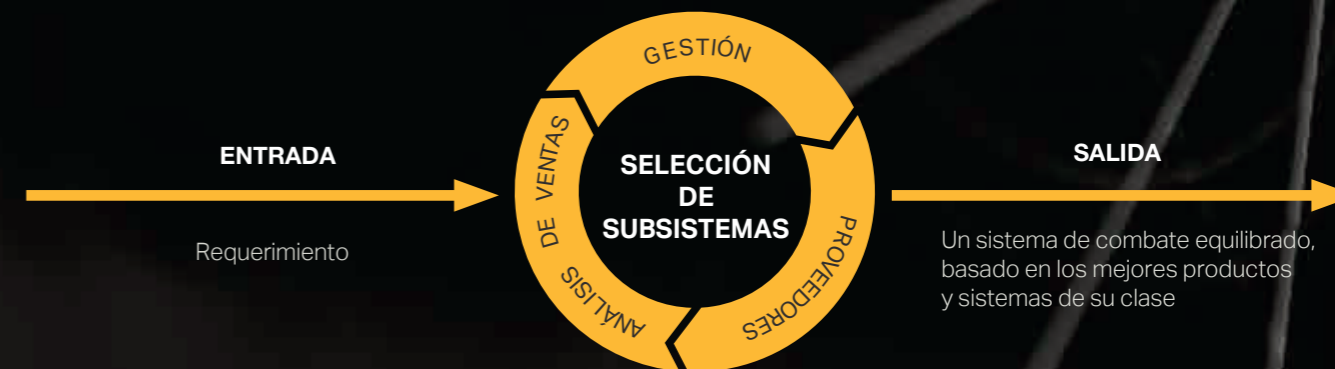 ENTRADA
Requerimiento
GESTIÓN
PROVEEDORES
ANÁLISIS DE VENTAS
SELECCIÓN
DE
SUBSISTEMAS
SALIDA
Un sistema de combate equilibrado,
basado en los mejores productos
y sistemas de su clase